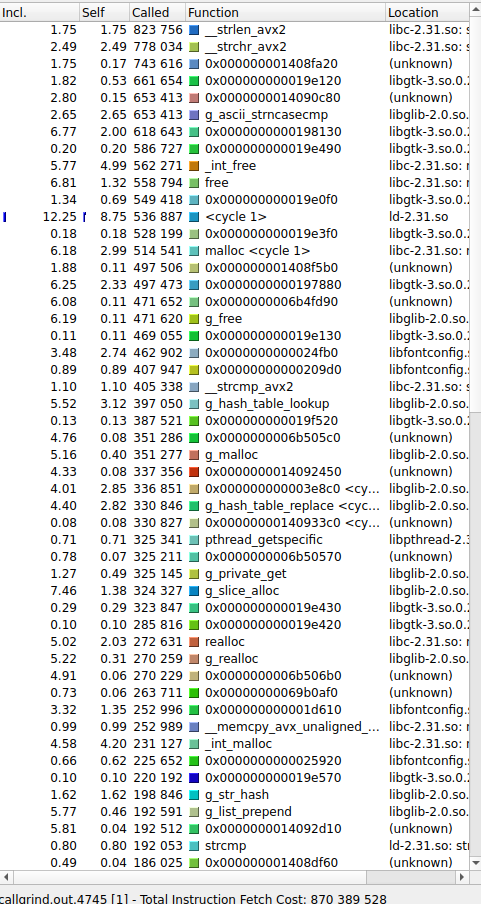 Incl. Self Called Function Location
1.75 1.75 823 756 __strlen_avx2 libc-2.31.so: s
2.49 2.49 778 034 __strchr_avx2 libc-2.31.so: s
1.75 0.17 743 616 0x000000001408fa20 (unknown)
1.82 0.53 661 654 0x000000000019e120 libgtk-3.so.0.2
2.80 0.15 653 413 0x0000000014090c80 (unknown)
2.65 2.65 653 413 g_ascii_strncasecmp libglib-2.0.so.
6.77 2.00 618 643 0x0000000000198130 libgtk-3.so.0.2
0.20 0.20 586 727 0x000000000019e490 libgtk-3.so.0.2
5.77 4.99 562 271 _int_free libc-2.31.so: r
6.81 1.32 558 794 free libc-2.31.so: r
1.34 0.69 549 418 0x000000000019e0f0 libgtk-3.so.0.2
12.25 8.75 536 887 <cycle 1> ld-2.31.so
0.18 0.18 528 199 0x000000000019e3f0 libgtk-3.so.0.2
6.18 2.99 514 541 malloc <cycle 1> libc-2.31.so: r
1.88 0.11 497 506 0x000000001408f5b0 (unknown)
6.25 2.33 497 473 0x0000000000197880 libgtk-3.so.0.2
6.08 0.11 471 652 0x0000000006b4fd90 (unknown)
6.19 0.11 471 620 g_free libglib-2.0.so.
0.11 0.11 469 055 0x000000000019e130 libgtk-3.so.0.2
3.48 2.74 462 902 0x0000000000024fb0 libfontconfig.s
0.89 0.89 407 947 0x00000000000209d0 libfontconfig.s
1.10 1.10 405 338 __strcmp_avx2 libc-2.31.so: s
5.52 3.12 397 050 g_hash_table_lookup libglib-2.0.so.
0.13 0.13 387 521 0x000000000019f520 libgtk-3.so.0.2
4.76 0.08 351 286 0x0000000006b505c0 (unknown)
5.16 0.40 351 277 g_malloc libglib-2.0.so.
4.33 0.08 337 356 0x0000000014092450 (unknown)
4.01 2.85 336 851 0x000000000003e8c0 <cy... libglib-2.0.so.
4.40 2.82 330 846 g_hash_table_replace <cyc... libglib-2.0.so.
0.08 0.08 330 827 0x00000000140933c0 <cy... (unknown)
0.71 0.71 325 341 pthread_getspecific libpthread-2.3
0.78 0.07 325 211 0x0000000006b50570 (unknown)
1.27 0.49 325 145 g_private_get libglib-2.0.so.
7.46 1.38 324 327 g_slice_alloc libglib-2.0.so.
0.29 0.29 323 847 0x000000000019e430 libgtk-3.so.0.2
0.10 0.10 285 816 0x000000000019e420 libgtk-3.so.0.2
5.02 2.03 272 631 realloc libc-2.31.so: r
5.22 0.31 270 259 g_realloc libglib-2.0.so.
4.91 0.06 270 229 0x0000000006b506b0 (unknown)
0.73 0.06 263 711 0x00000000069b0af0 (unknown)
3.32 1.35 252 996 0x000000000001d610 libfontconfig.s
0.99 0.99 252 989 __memcpy_avx_unaligned_... libc-2.31.so: r
4.58 4.20 231 127 _int_malloc libc-2.31.so: r
0.66 0.62 225 652 0x0000000000025920 libfontconfig.s
0.10 0.10 220 192 0x000000000019e570 libgtk-3.so.0.2
1.62 1.62 198 846 g_str_hash libglib-2.0.so.
5.77 0.46 192 591 g_list_prepend libglib-2.0.so.
5.81 0.04 192 512 0x0000000014092d10 (unknown)
0.80 0.80 192 053 strcmp ld-2.31.so: str
0.49 0.04 186 025 0x000000001408df60 (unknown)
callgrind.out.4745 [1] - Total Instruction Fetch Cost: 870 389 528